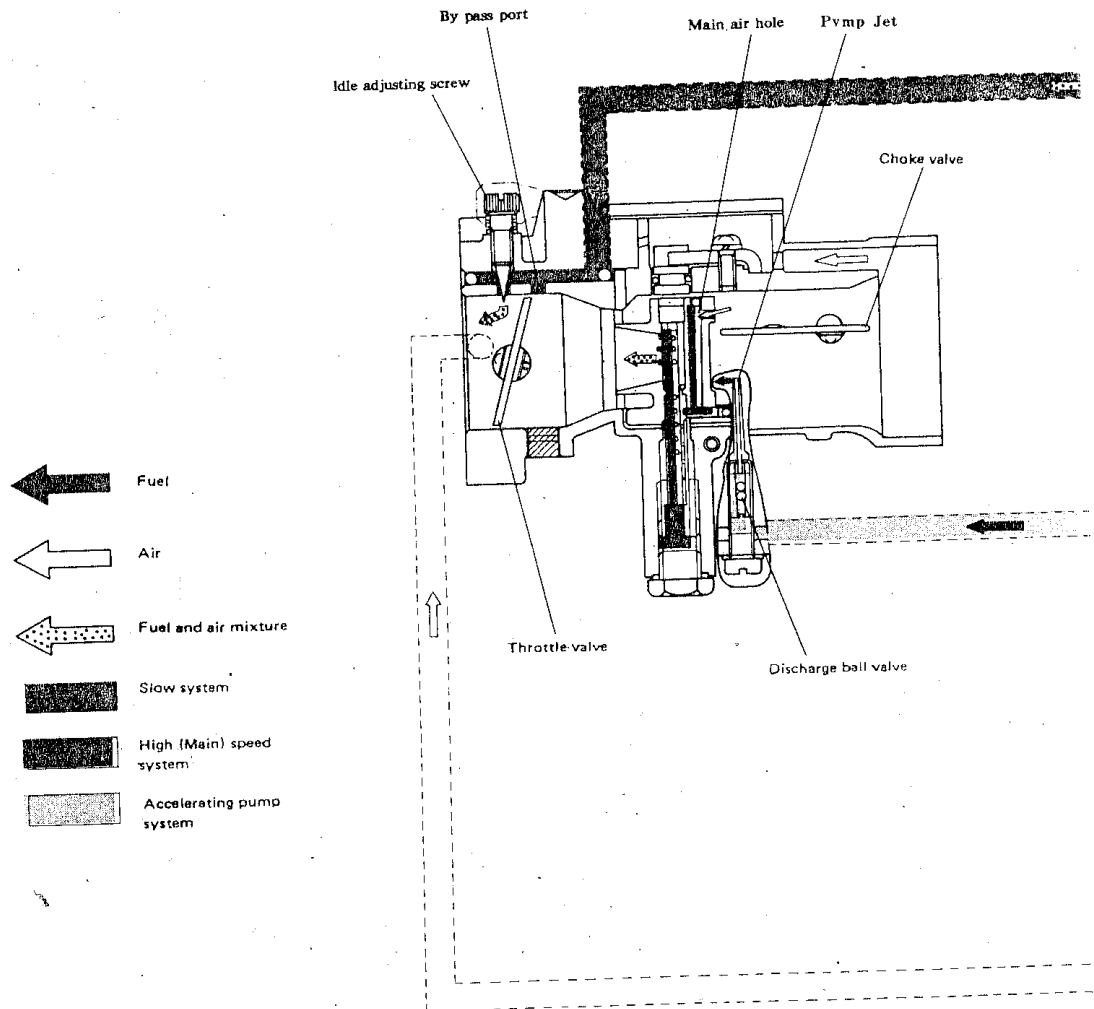 By pass port
Main air hole
Pvmp Jet
Idle adjusting screw
Choke valve
Fuel
Air
Fuel and air mixture
Throttle valve
Discharge ball valve
Slow system
High (Main) speed
system
Accelerating pump
system